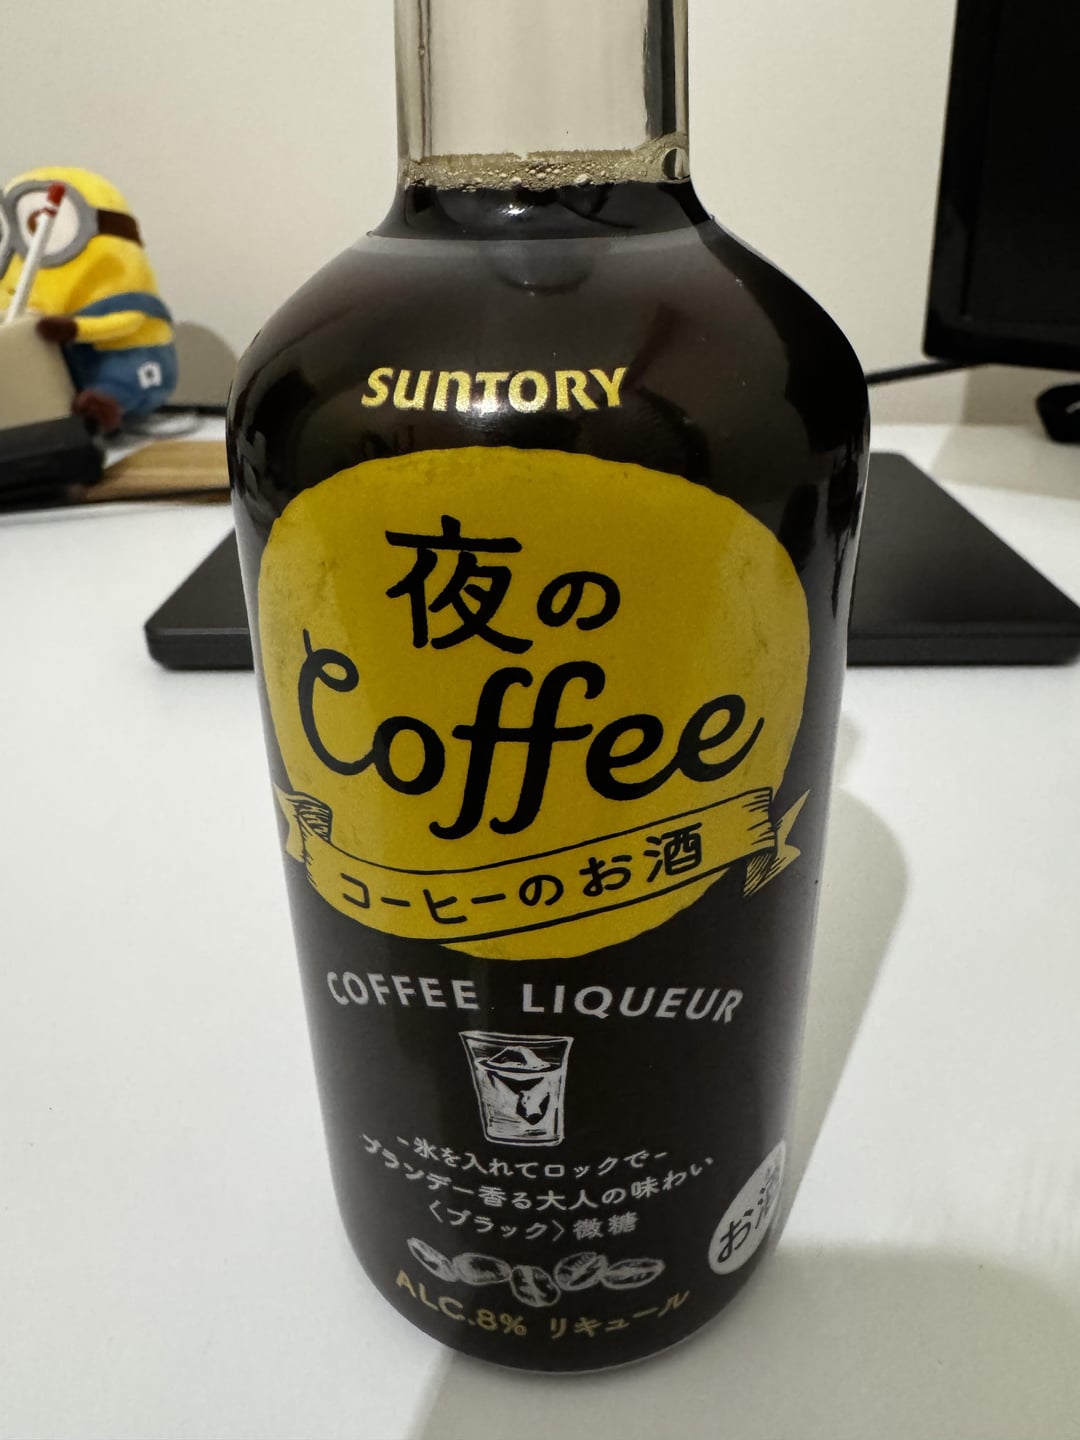 SUNTORY
夜の
Coffee
コーヒーのお酒
COFFEE LIQUEUR
-氷を入れてロックで-
ブランデー香る大人の味わい
〈ブラック〉微糖
お酒
ALC.8% リキュール